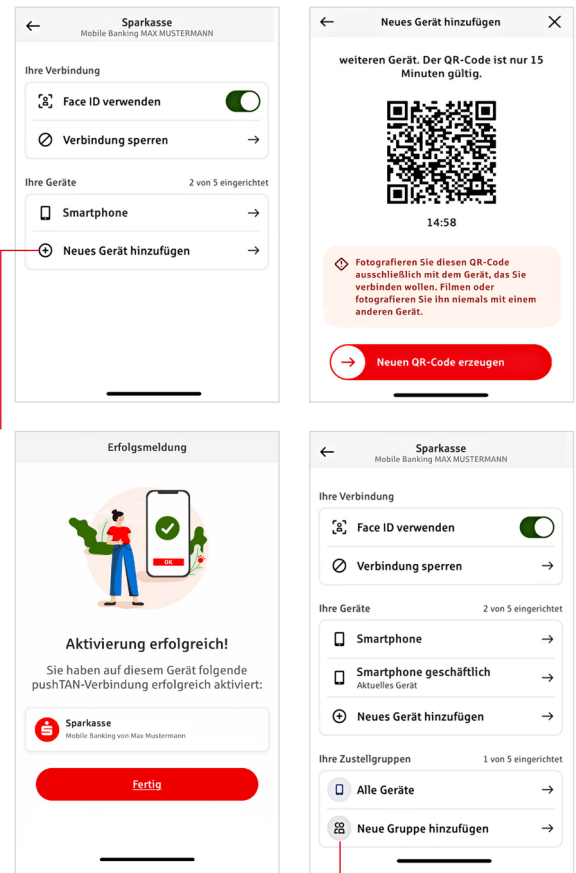 Sparkasse
Mobile Banking MAX MUSTERMANN
Ihre Verbindung
Face ID verwenden
Verbindung sperren
Ihre Geräte 2 von 5 eingerichtet
Smartphone
Neues Gerät hinzufügen
Neues Gerät hinzufügen
weiteren Gerät. Der QR-Code ist nur 15
Minuten gültig.
14:58
Fotografieren Sie diesen QR-Code
ausschließlich mit dem Gerät, das Sie
verbinden wollen. Filmen oder
fotografieren Sie ihn niemals mit einem
anderen Gerät.
Neuen QR-Code erzeugen
Erfolgsmeldung
OK
Aktivierung erfolgreich!
Sie haben auf diesem Gerät folgende
pushTAN-Verbindung erfolgreich aktiviert:
Sparkasse
Mobile Banking von Max Mustermann
Fertig
Sparkasse
Mobile Banking MAX MUSTERMANN
Ihre Verbindung
Face ID verwenden
Verbindung sperren
Ihre Geräte 2 von 5 eingerichtet
Smartphone
Smartphone geschäftlich
Aktuelles Gerät
Neues Gerät hinzufügen
Ihre Zustellgruppen 1 von 5 eingerichtet
Alle Geräte
Neue Gruppe hinzufügen